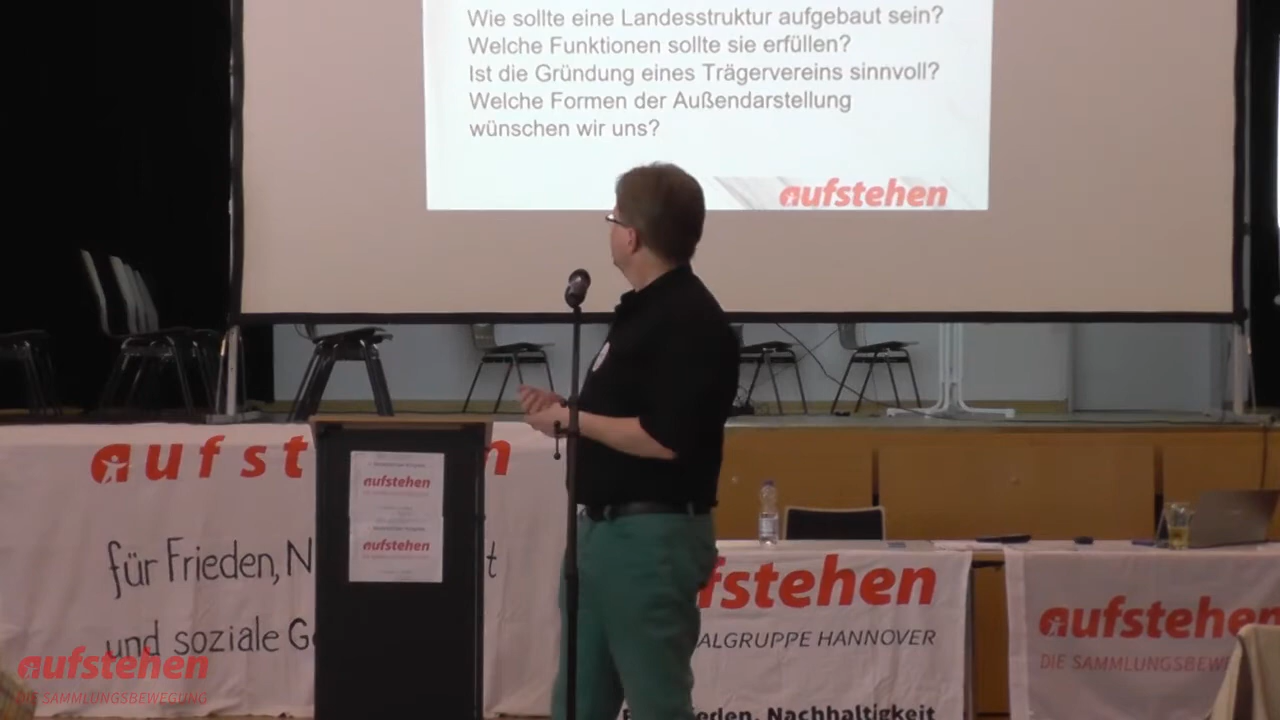 Wie sollte eine Landesstruktur aufgebaut sein?
Welche Funktionen sollte sie erfüllen?
Ist die Gründung eines Trägervereins sinnvoll?
Welche Formen der Außendarstellung
wünschen wir uns?
aufstehen
aufst n
für Frieden, N t
und soziale G
aufstehen
aufstehen
fstehen
ALGRUPPE HANNOVER
eden, Nachhaltigkeit
aufstehen
DIE SAMMLUNGSBEWE
aufstehen
DIE SAMMLUNGSBEWEGUNG